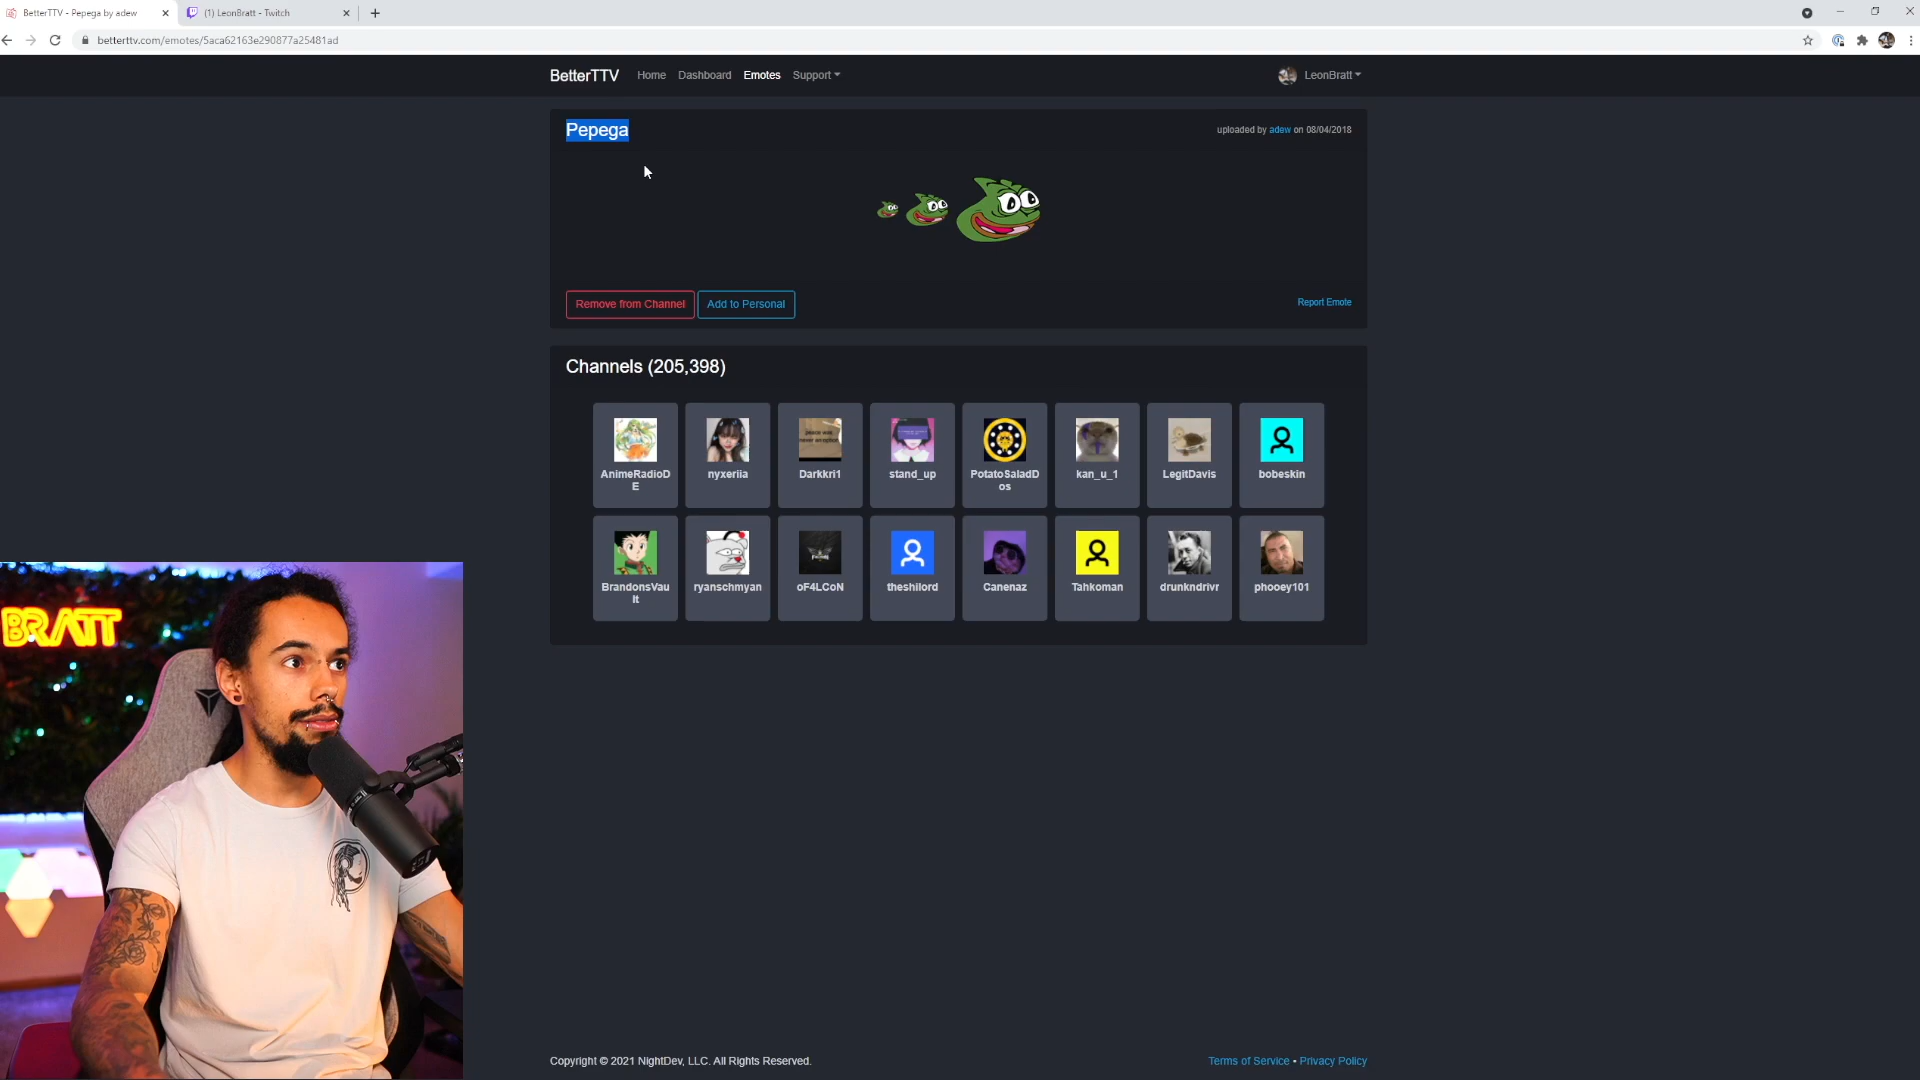 BetterTTV - Pepega by adew
(1) LeonBratt - Twitch
betterttv.com/emotes/5aca62163e290877a25481ad
BetterTTV Home Dashboard Emotes Support LeonBratt
Pepega
uploaded by adew on 08/04/2018
Remove from Channel
Add to Personal
Report Emote
Channels (205,398)
AnimeRadioD
E
nyxeriia
Darkkri1
stand_up
PotatoSaladD
os
kan_u_1
LegitDavis
bobeskin
BrandonsVau
lt
ryanschmyan
oF4LCoN
theshilord
Canenaz
Tahkoman
drunkndrivr
phooey101
BRATT
Copyright © 2021 NightDev, LLC. All Rights Reserved.
Terms of Service • Privacy Policy